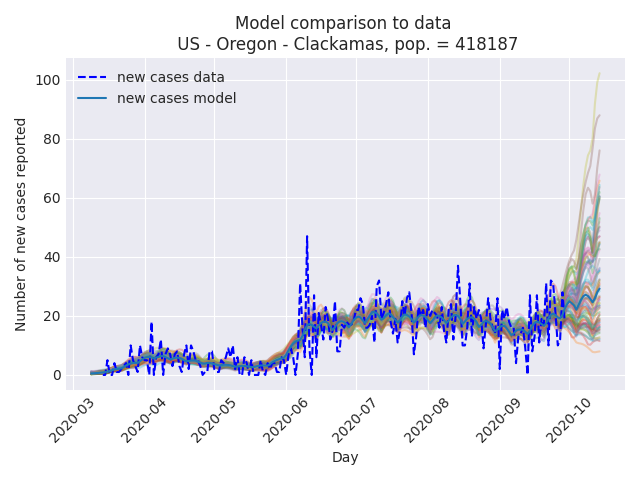 Model comparison to data
US - Oregon - Clackamas, pop. = 418187
new cases data
new cases model
Number of new cases reported
100
80
60
40
20
0
2020-03
2020-04
2020-05
2020-06
2020-07
2020-08
2020-09
2020-10
Day